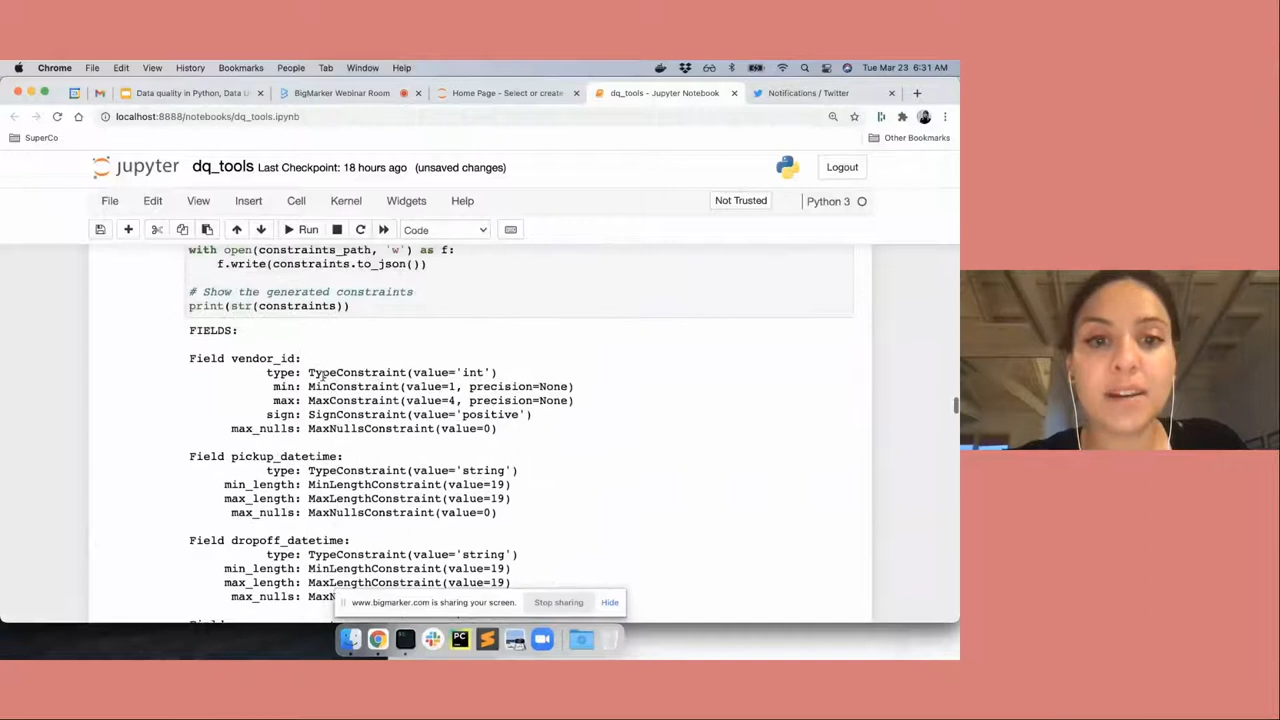 Chrome File Edit View History Bookmarks People Tab Window Help Tue Mar 23 6:31 AM
Data quality in Python, Data Li BigMarker Webinar Room Home Page - Select or create dq_tools - Jupyter Notebook Notifications / Twitter
localhost:8888/notebooks/dq_tools.ipynb
SuperCo Other Bookmarks
jupyter dq_tools Last Checkpoint: 18 hours ago (unsaved changes) Logout
File Edit View Insert Cell Kernel Widgets Help Not Trusted Python 3
Run Code
with open(constraints_path, 'w') as f:
f.write(constraints.to_json())
# Show the generated constraints
print(str(constraints))
FIELDS:
Field vendor_id:
type: TypeConstraint(value='int')
min: MinConstraint(value=1, precision=None)
max: MaxConstraint(value=4, precision=None)
sign: SignConstraint(value='positive')
max_nulls: MaxNullsConstraint(value=0)
Field pickup_datetime:
type: TypeConstraint(value='string')
min_length: MinLengthConstraint(value=19)
max_length: MaxLengthConstraint(value=19)
max_nulls: MaxNullsConstraint(value=0)
Field dropoff_datetime:
type: TypeConstraint(value='string')
min_length: MinLengthConstraint(value=19)
max_length: MaxLengthConstraint(value=19)
max_nulls: MaxN
www.bigmarker.com is sharing your screen. Stop sharing Hide
PC